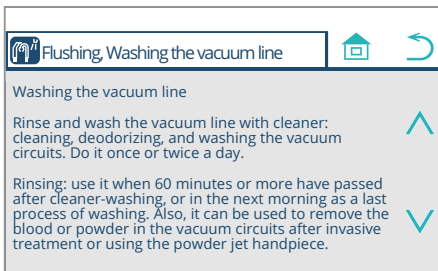 Flushing, Washing the vacuum line
Washing the vacuum line
Rinse and wash the vacuum line with cleaner:
cleaning, deodorizing, and washing the vacuum
circuits. Do it once or twice a day.
Rinsing: use it when 60 minutes or more have passed
after cleaner-washing, or in the next morning as a last
process of washing. Also, it can be used to remove the
blood or powder in the vacuum circuits after invasive
treatment or using the powder jet handpiece.